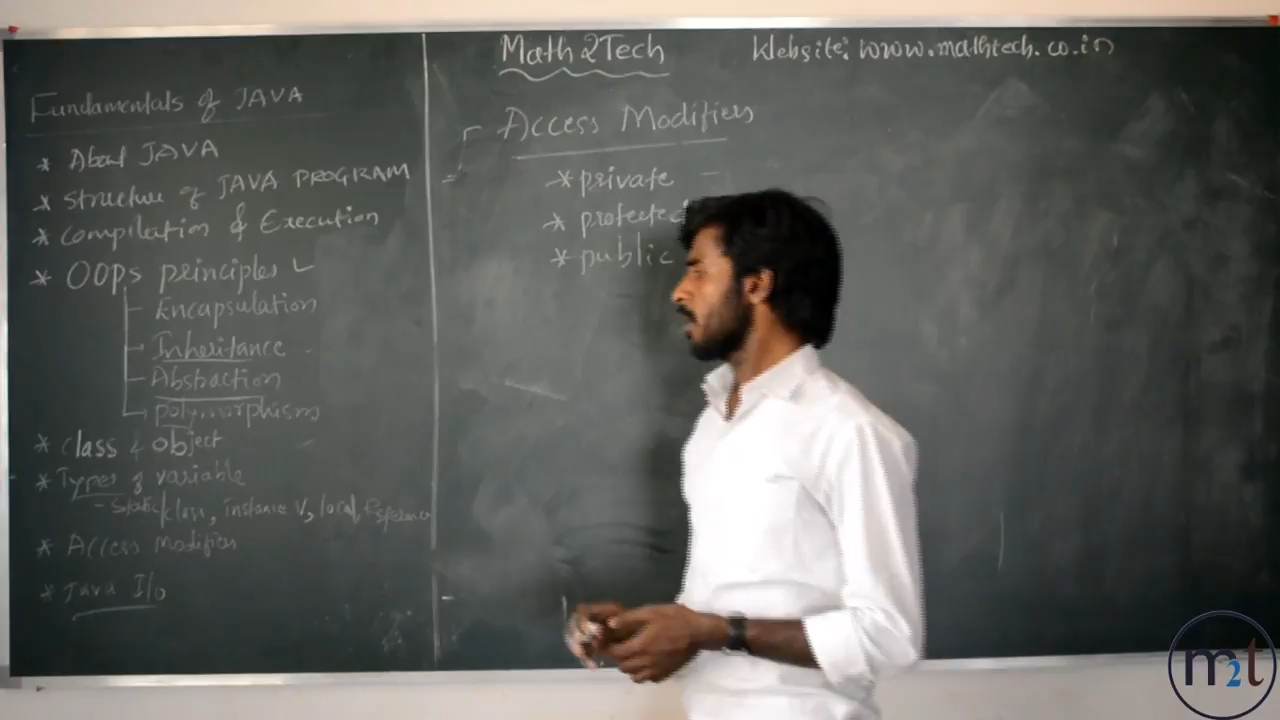 Math2Tech
Website: www.mathtech.co.in
Fundamentals of JAVA
* About JAVA
* Structure of JAVA PROGRAM
* Compilation & Execution
* OOPs principles
- Encapsulation
- Inheritance
- Abstraction
- polymorphism
* class & object
* Types of variable
- Static/class, instance V, local, Reference
* Access Modifiers
* Java I/o
Access Modifiers
* private -
* protected
* public
m2t